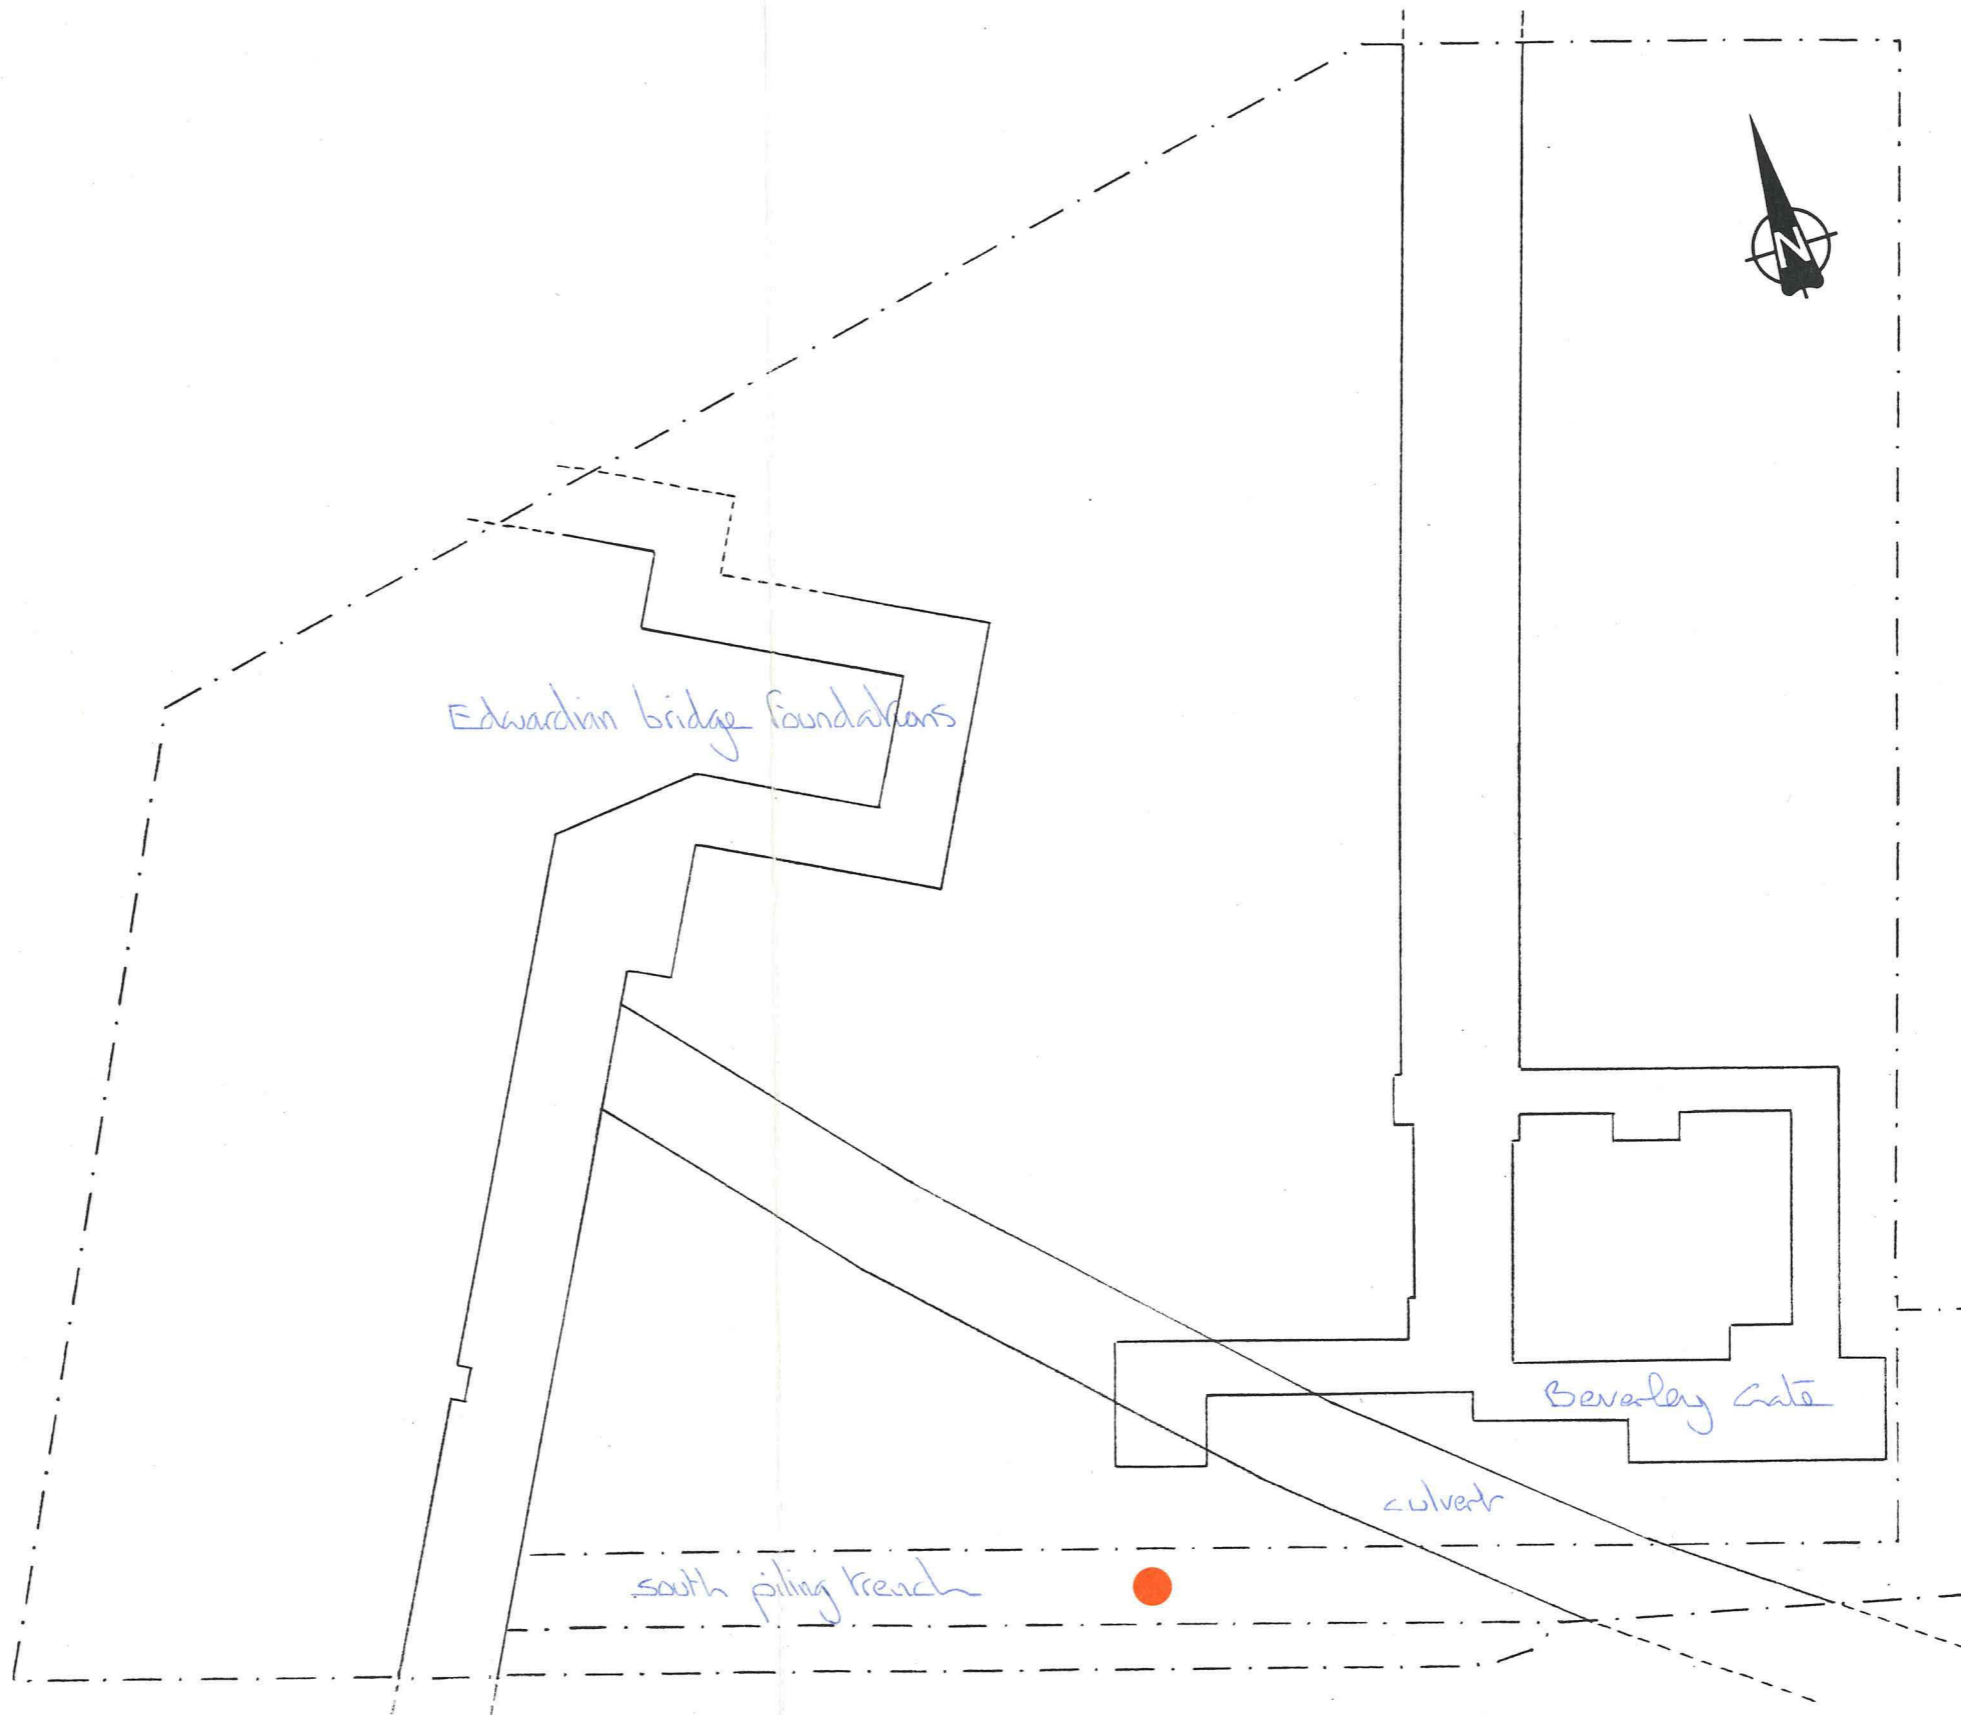 N
Edwardian bridge foundations
Beverley Gate
culvert
south piling trench